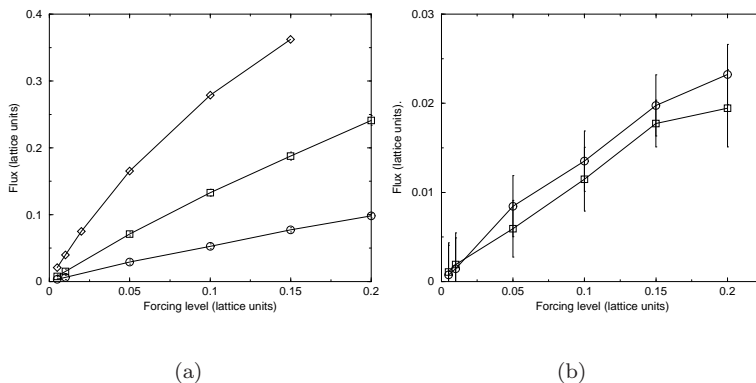 0.4
0.3
0.2
0.1
0
0 0.05 0.1 0.15 0.2
Flux (lattice units)
Forcing level (lattice units)
(a)
0.03
0.02
0.01
0
0 0.05 0.1 0.15 0.2
Flux (lattice units).
Forcing level (lattice units)
(b)